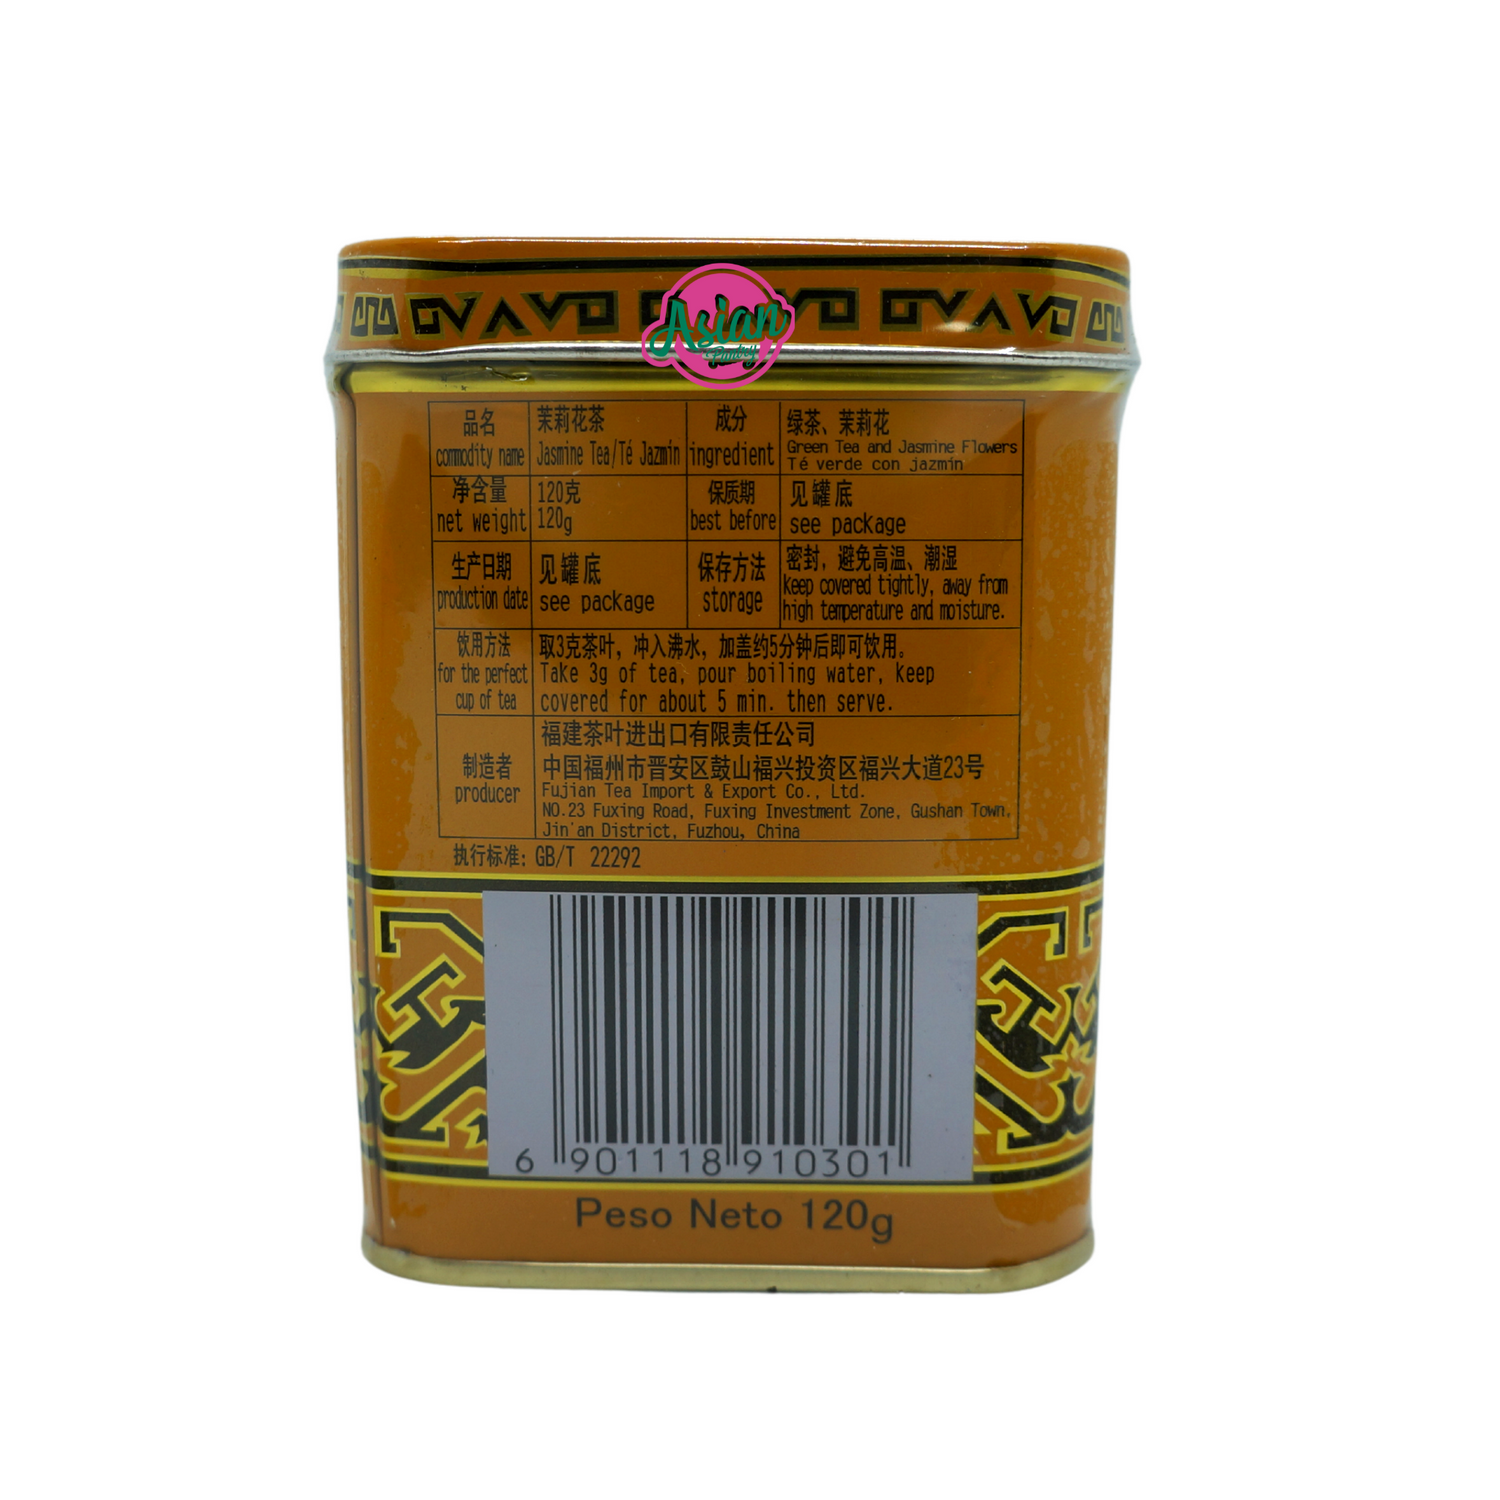 Asian
Pantry
品名
commodity name
茉莉花茶
Jasmine Tea/Té Jazmín
成分
ingredient
绿茶、茉莉花
Green Tea and Jasmine Flowers
Té verde con jazmín
净含量
net weight
120克
120g
保质期
best before
见罐底
see package
生产日期
production date
见罐底
see package
保存方法
storage
密封，避免高温、潮湿
keep covered tightly, away from
high temperature and moisture.
饮用方法
for the perfect
cup of tea
取3克茶叶，冲入沸水，加盖约5分钟后即可饮用。
Take 3g of tea, pour boiling water, keep
covered for about 5 min. then serve.
制造者
producer
福建茶叶进出口有限责任公司
中国福州市晋安区鼓山福兴投资区福兴大道23号
Fujian Tea Import & Export Co., Ltd.
NO.23 Fuxing Road, Fuxing Investment Zone, Gushan Town,
Jin'an District, Fuzhou, China
执行标准: GB/T 22292
6 901118 910301
Peso Neto 120g